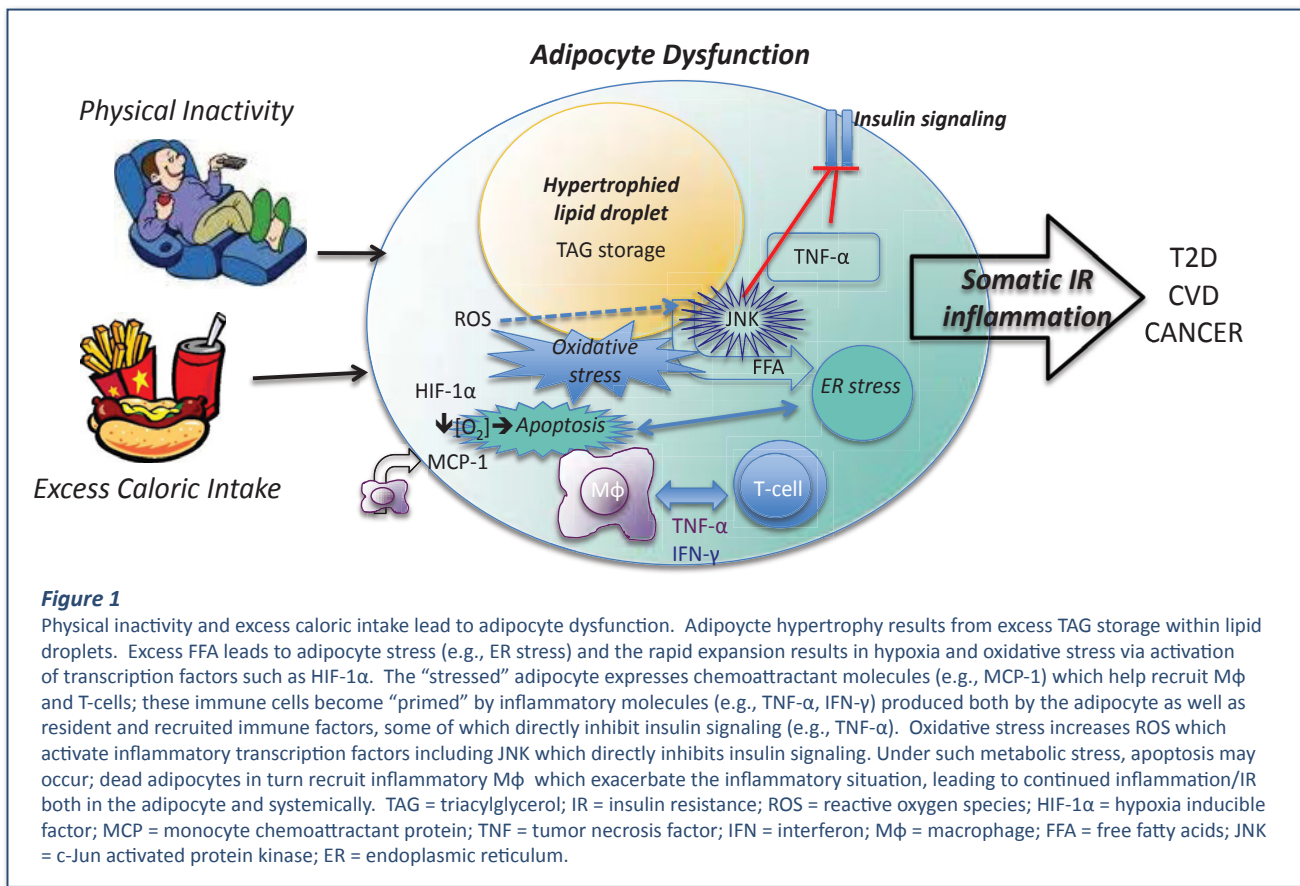 Adipocyte Dysfunction
Physical Inactivity
Insulin signaling
Hypertrophied
lipid droplet
TAG storage
TNF-α
ROS
JNK
Oxidative
stress
FFA
ER stress
HIF-1α
↓[O₂]→Apoptosis
MCP-1
Mϕ
T-cell
TNF-α
IFN-γ
Excess Caloric Intake
Somatic IR
inflammation
T2D
CVD
CANCER
Figure 1
Physical inactivity and excess caloric intake lead to adipocyte dysfunction. Adipoycte hypertrophy results from excess TAG storage within lipid
droplets. Excess FFA leads to adipocyte stress (e.g., ER stress) and the rapid expansion results in hypoxia and oxidative stress via activation
of transcription factors such as HIF-1α. The “stressed” adipocyte expresses chemoattractant molecules (e.g., MCP-1) which help recruit Mϕ
and T-cells; these immune cells become “primed” by inflammatory molecules (e.g., TNF-α, IFN-γ) produced both by the adipocyte as well as
resident and recruited immune factors, some of which directly inhibit insulin signaling (e.g., TNF-α). Oxidative stress increases ROS which
activate inflammatory transcription factors including JNK which directly inhibits insulin signaling. Under such metabolic stress, apoptosis may
occur; dead adipocytes in turn recruit inflammatory Mϕ which exacerbate the inflammatory situation, leading to continued inflammation/IR
both in the adipocyte and systemically. TAG = triacylglycerol; IR = insulin resistance; ROS = reactive oxygen species; HIF-1α = hypoxia inducible
factor; MCP = monocyte chemoattractant protein; TNF = tumor necrosis factor; IFN = interferon; Mϕ = macrophage; FFA = free fatty acids; JNK
= c-Jun activated protein kinase; ER = endoplasmic reticulum.